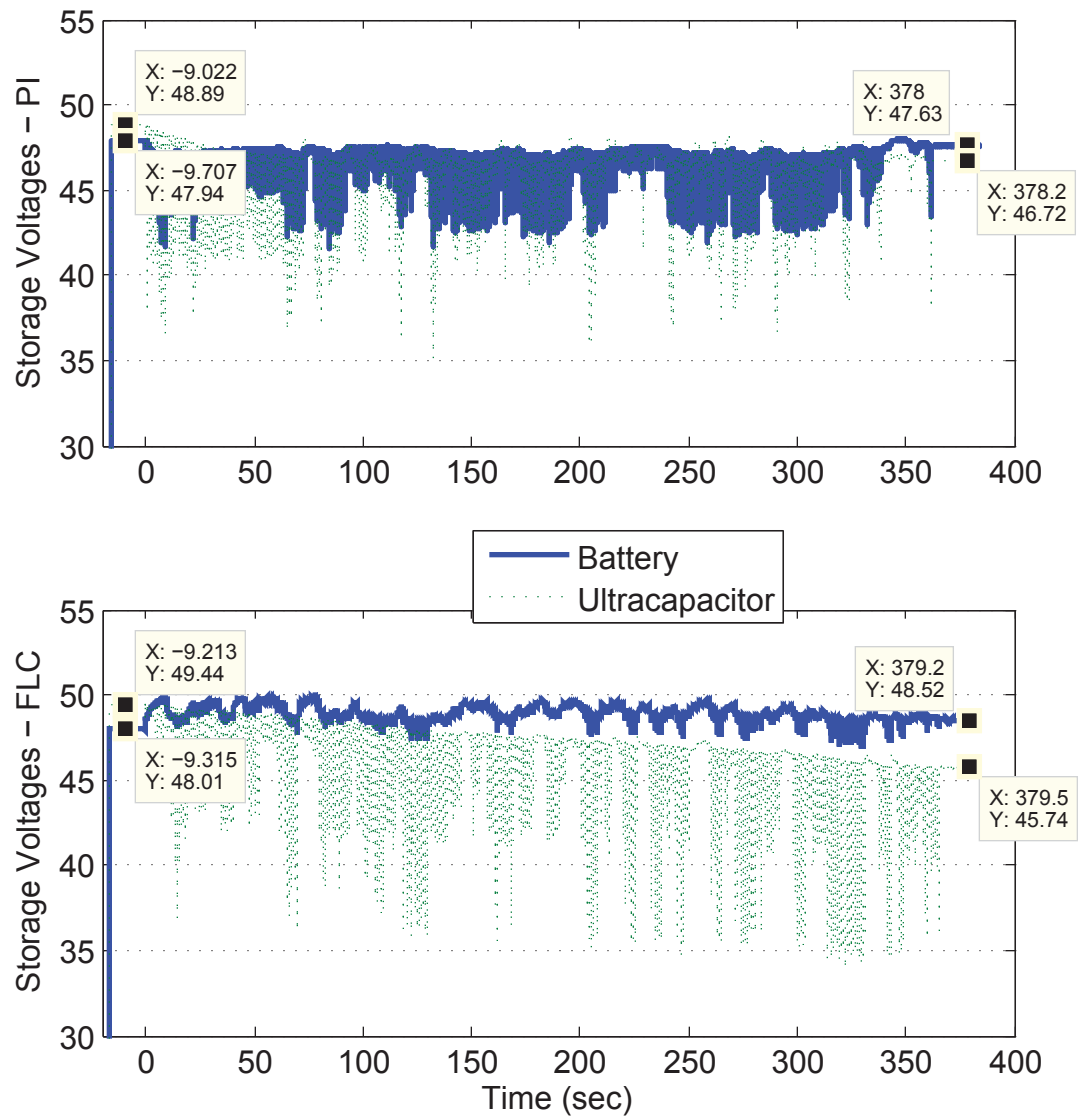 Storage Voltages − PI
55
50
45
40
35
30
X: −9.022
Y: 48.89
X: −9.707
Y: 47.94
X: 378
Y: 47.63
X: 378.2
Y: 46.72
0 50 100 150 200 250 300 350 400
Battery
Ultracapacitor
Storage Voltages − FLC
55
50
45
40
35
30
X: −9.213
Y: 49.44
X: −9.315
Y: 48.01
X: 379.2
Y: 48.52
X: 379.5
Y: 45.74
0 50 100 150 200 250 300 350 400
Time (sec)